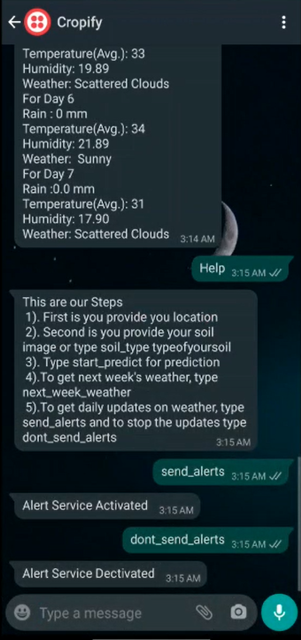 Cropify
Temperature(Avg.): 33
Humidity: 19.89
Weather: Scattered Clouds
For Day 6
Rain : 0 mm
Temperature(Avg.): 34
Humidity: 21.89
Weather:  Sunny
For Day 7
Rain :0.0 mm
Temperature(Avg.): 31
Humidity: 17.90
Weather: Scattered Clouds 3:14 AM
Help 3:15 AM
This are our Steps
1). First is you provide you location
2). Second is you provide your soil
image or type soil_type typeofyoursoil
3). Type start_predict for prediction
4).To get next week's weather, type
next_week_weather
5).To get daily updates on weather, type
send_alerts and to stop the updates type
dont_send_alerts
3:15 AM
send_alerts 3:15 AM
Alert Service Activated 3:15 AM
dont_send_alerts 3:15 AM
Alert Service Dectivated 3:15 AM
Type a message